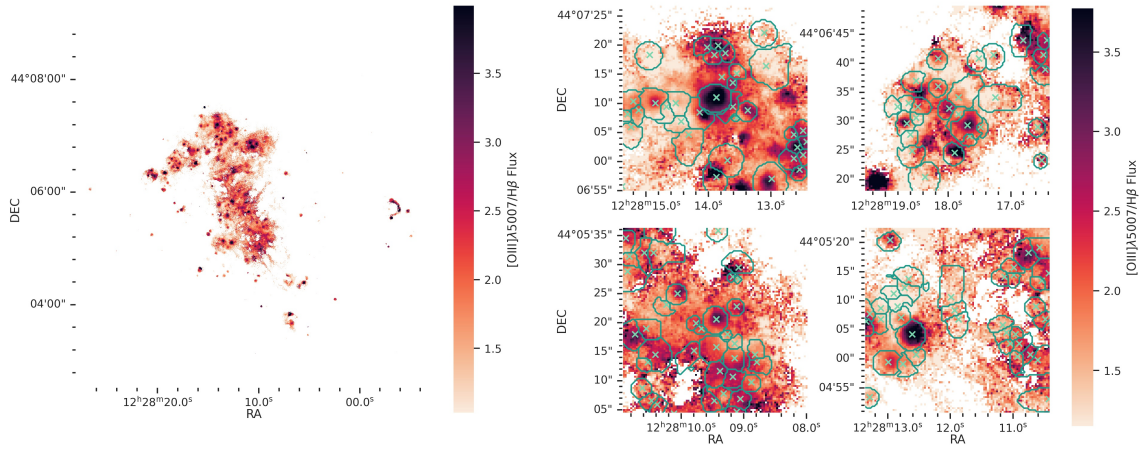 44°08'00"
06'00"
04'00"
DEC
12ʰ28ᵐ20.0ˢ
10.0ˢ
00.0ˢ
RA
3.5
3.0
2.5
2.0
1.5
[OIII]λ5007/Hβ Flux
44°07'25"
20"
15"
10"
05"
00"
06'55"
DEC
12ʰ28ᵐ15.0ˢ
14.0ˢ
13.0ˢ
44°06'45"
40"
35"
30"
25"
20"
12ʰ28ᵐ19.0ˢ
18.0ˢ
17.0ˢ
44°05'35"
30"
25"
20"
15"
10"
05"
DEC
12ʰ28ᵐ10.0ˢ
9.0ˢ
8.0ˢ
RA
44°05'20"
15"
10"
05"
00"
04'55"
12ʰ28ᵐ13.0ˢ
12.0ˢ
11.0ˢ
RA
3.5
3.0
2.5
2.0
1.5
[OIII]λ5007/Hβ Flux